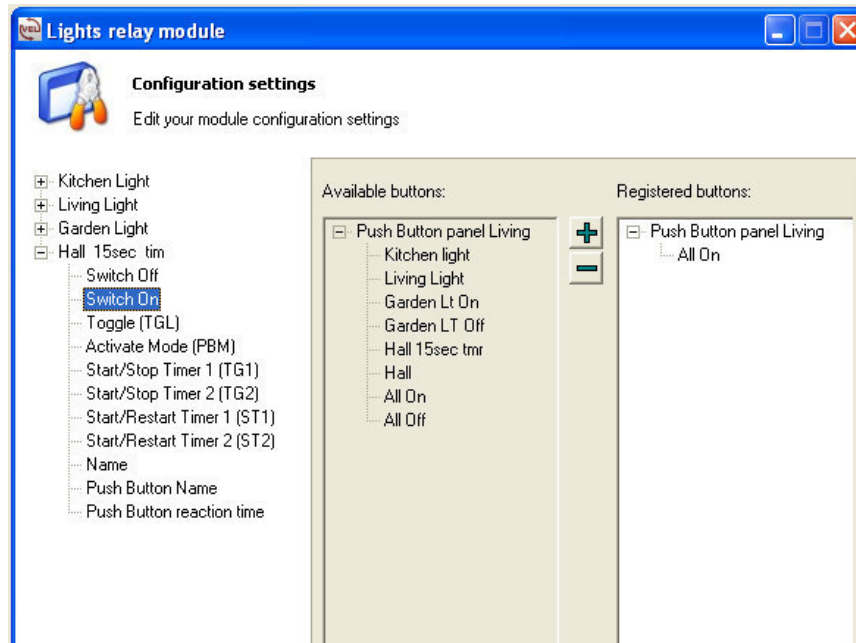 VEL Lights relay module
Configuration settings
Edit your module configuration settings
Kitchen Light
Living Light
Garden Light
Hall 15sec tim
Switch Off
Switch On
Toggle (TGL)
Activate Mode (PBM)
Start/Stop Timer 1 (TG1)
Start/Stop Timer 2 (TG2)
Start/Restart Timer 1 (ST1)
Start/Restart Timer 2 (ST2)
Name
Push Button Name
Push Button reaction time
Available buttons:
Push Button panel Living
Kitchen light
Living Light
Garden Lt On
Garden LT Off
Hall 15sec tmr
Hall
All On
All Off
Registered buttons:
Push Button panel Living
All On